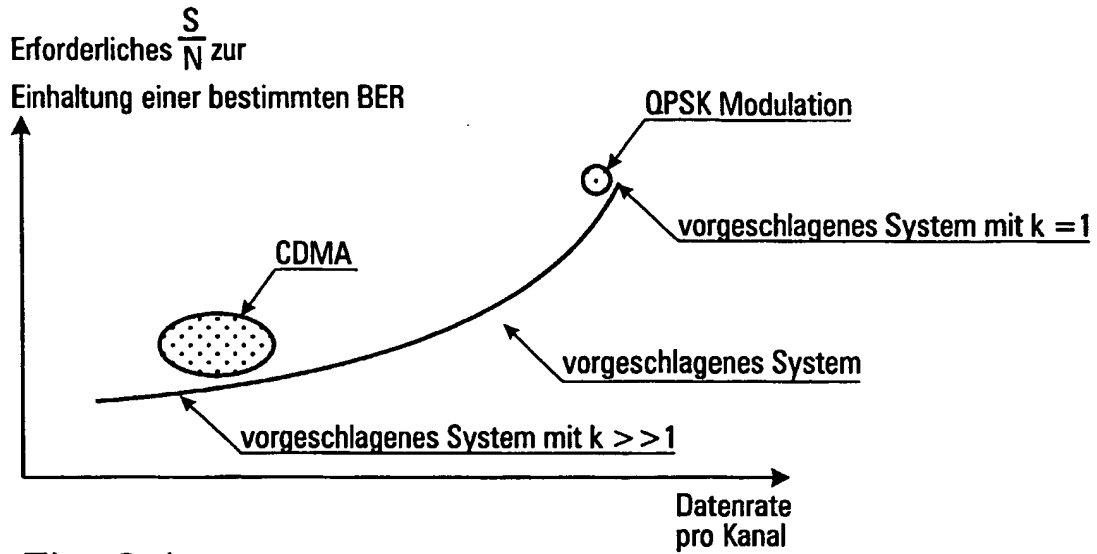 Erforderliches S/N zur
Einhaltung einer bestimmten BER
QPSK Modulation
vorgeschlagenes System mit k = 1
CDMA
vorgeschlagenes System
vorgeschlagenes System mit k >>1
Datenrate
pro Kanal